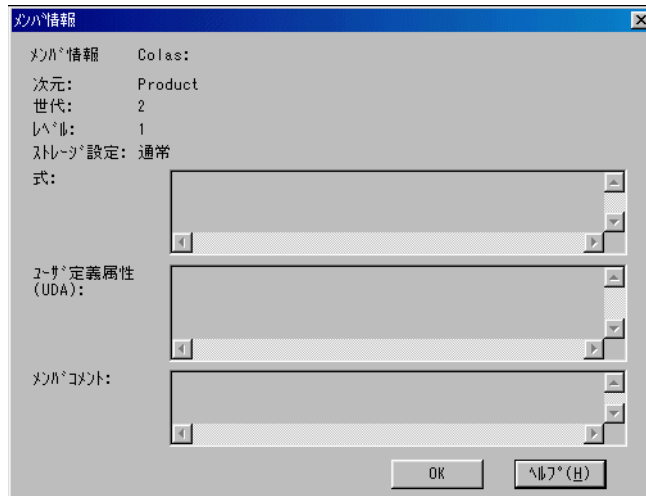 ﾒﾝﾊﾞ情報
ﾒﾝﾊﾞ情報 Colas:
次元: Product
世代: 2
ﾚﾍﾞﾙ: 1
ｽﾄﾚｰｼﾞ設定: 通常
式:
ﾕｰｻﾞ定義属性
(UDA):
ﾒﾝﾊﾞｺﾒﾝﾄ:
OK ﾍﾙﾌﾟ(H)